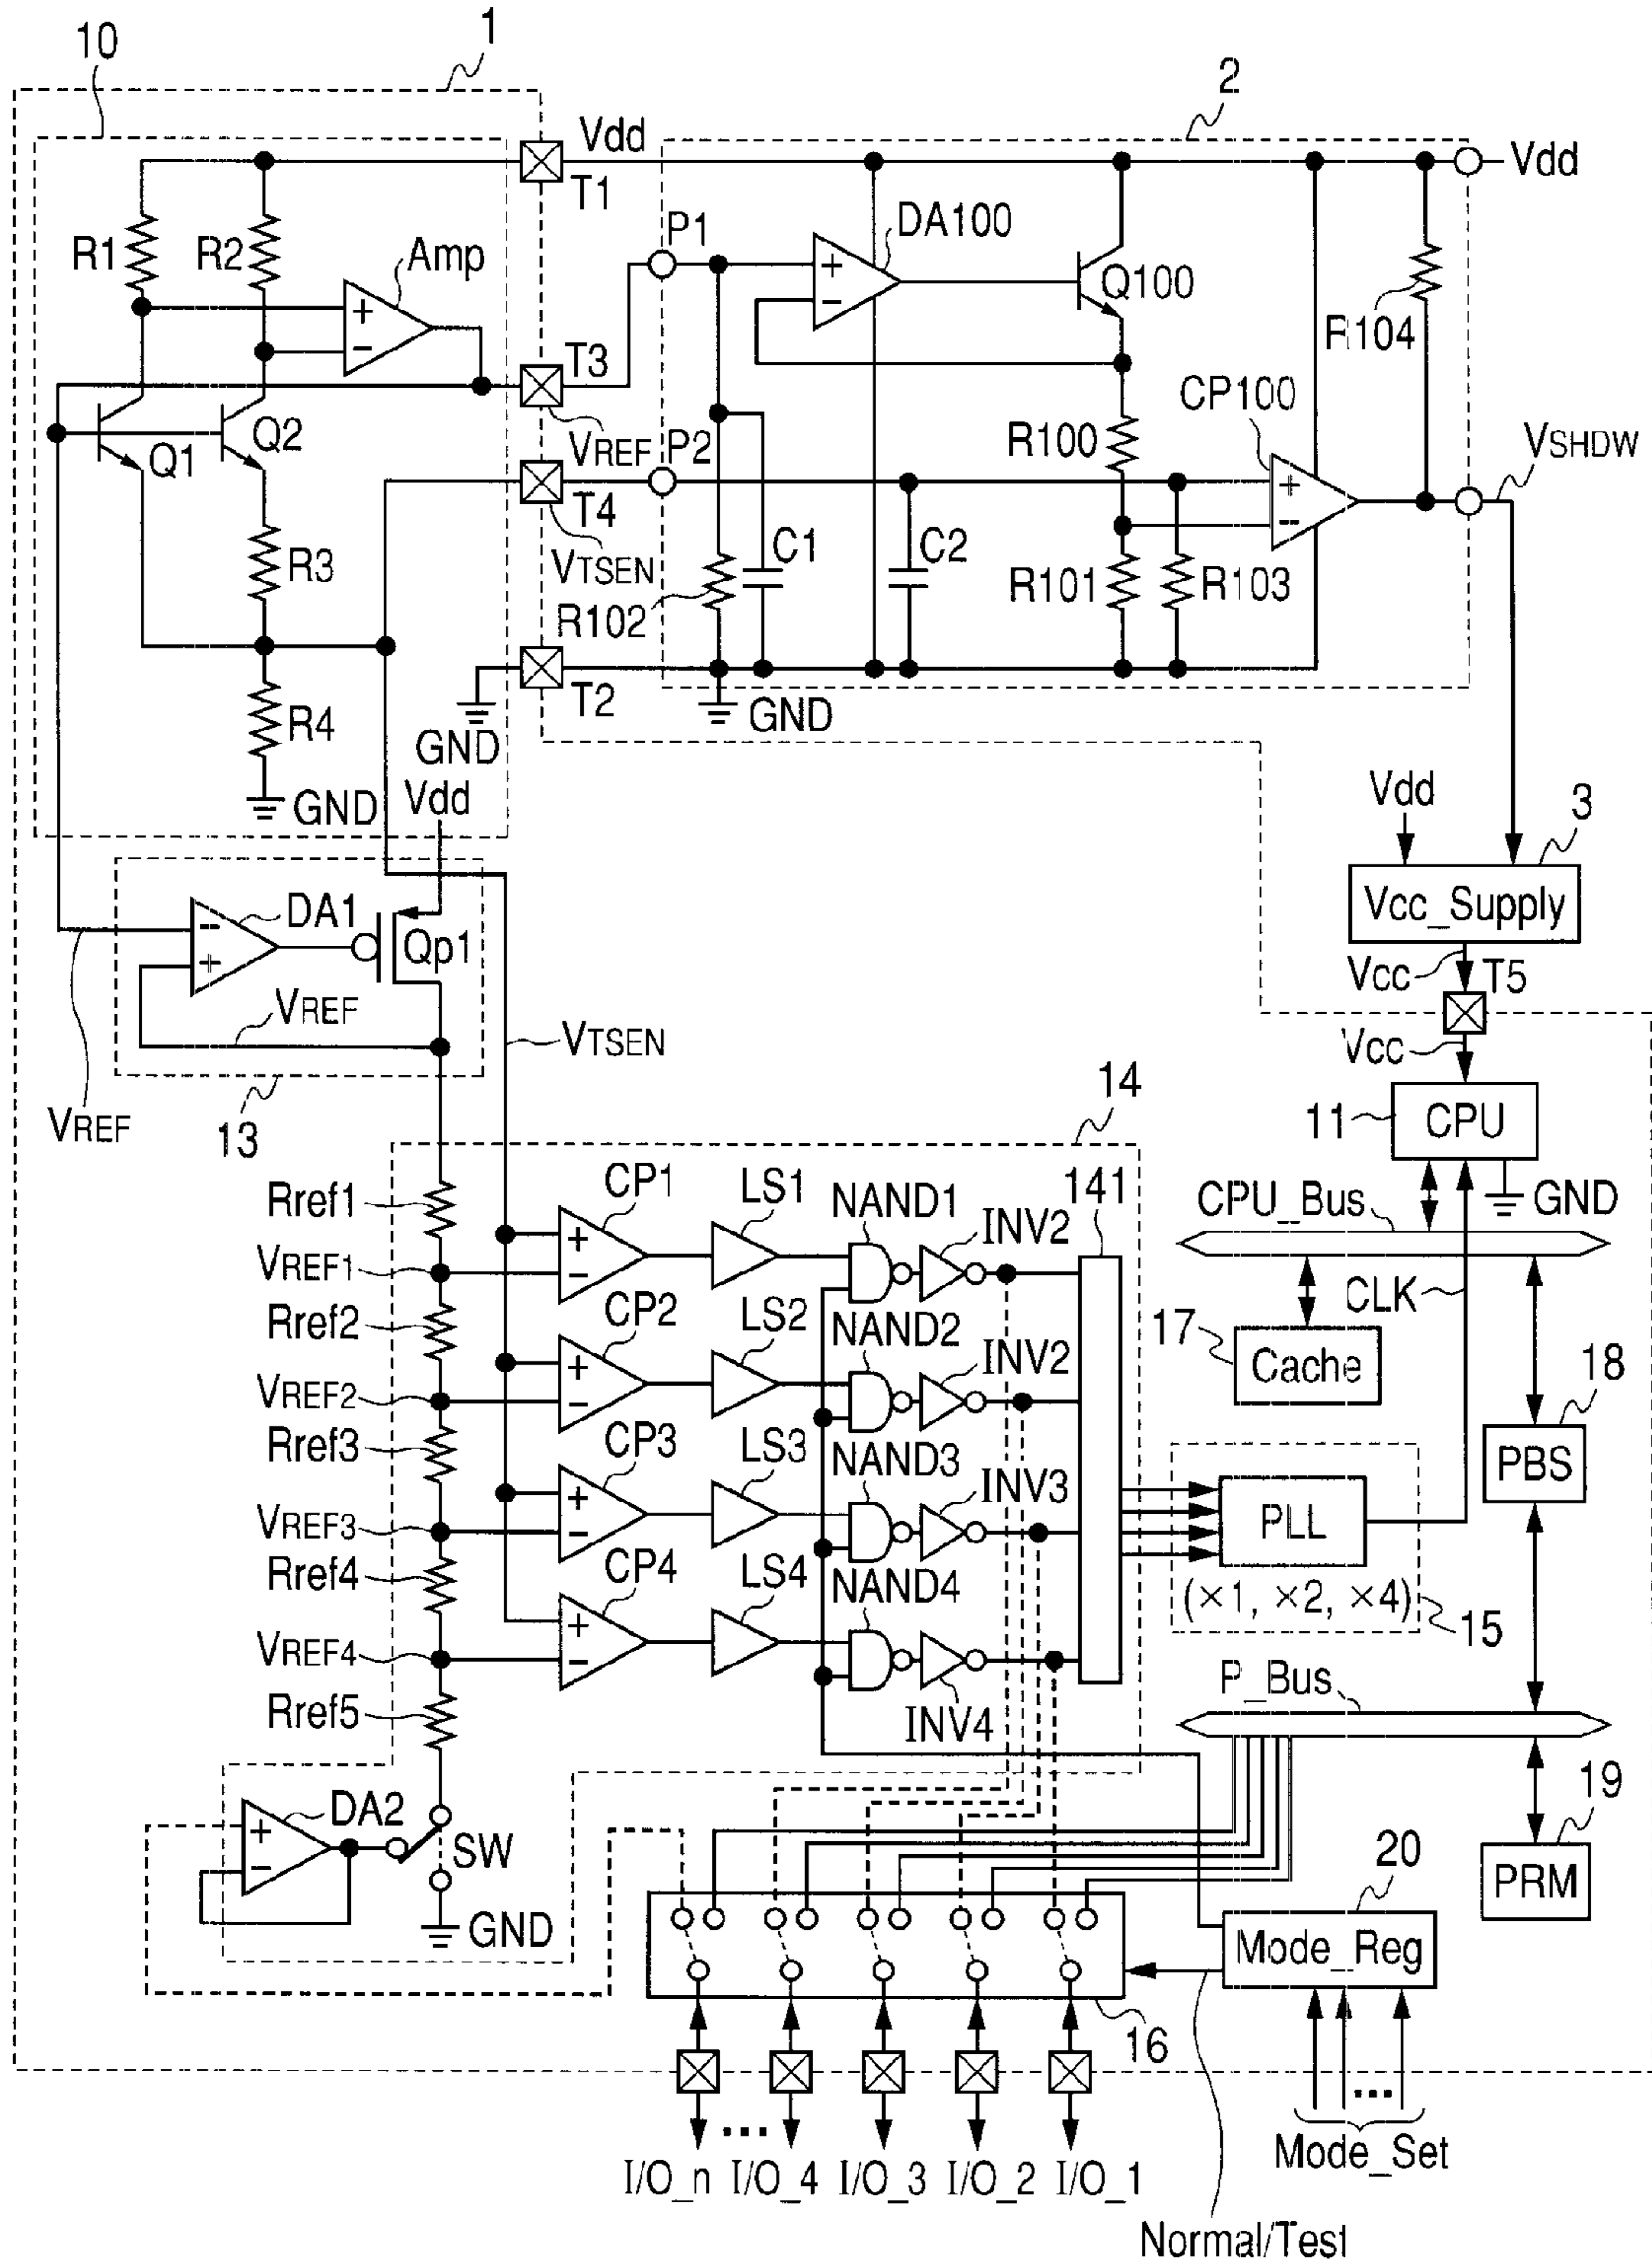 1
10
2
Vdd
Vdd
T1
P1
DA100
R1
R2
Amp
Q100
R104
T3
CP100
VREF
P2
R100
VSHDW
Q1
Q2
T4
VTSEN
C1
C2
R3
R102
R101
R103
T2
GND
GND
R4
GND
Vdd
Vdd
3
Vcc_Supply
DA1
Qp1
Vcc
T5
VREF
VTSEN
Vcc
VREF
13
14
11
CPU
CP1
LS1
NAND1
141
Rref1
INV2
CPU_Bus
GND
VREF1
CLK
CP2
LS2
NAND2
17
Cache
18
Rref2
INV2
VREF2
CP3
LS3
NAND3
PBS
Rref3
INV3
VREF3
PLL
CP4
LS4
NAND4
Rref4
(×1, ×2, ×4)
15
VREF4
P_Bus
Rref5
INV4
19
DA2
SW
20
PRM
GND
Mode_Reg
16
...
...
Mode_Set
I/O_n
I/O_4
I/O_3
I/O_2
I/O_1
Normal/Test
+
−
+
−
+
−−
−−
+
+
−
+
−
+
−
+
−
+
−